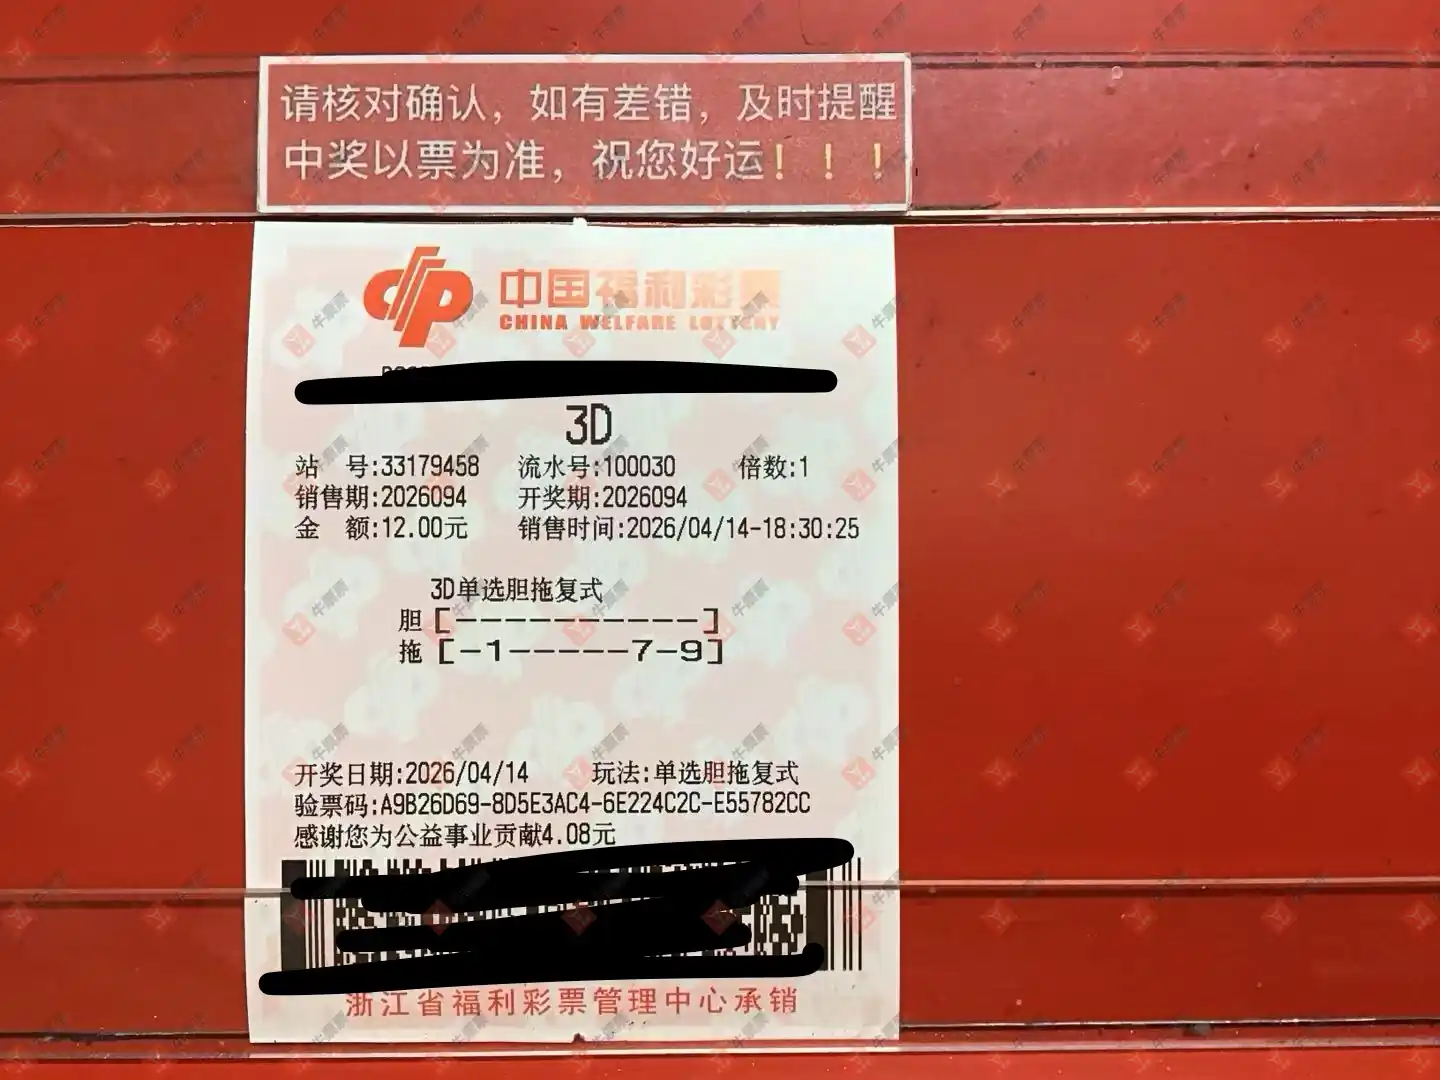 请核对确认，如有差错，及时提醒
中奖以票为准，祝您好运！！！
中国福利彩票
CHINA WELFARE LOTTERY
3D
站 号:33179458 流水号:100030 倍数:1
销售期:2026094 开奖期:2026094
金 额:12.00元 销售时间:2026/04/14-18:30:25
3D单选胆拖复式
胆[----------]
拖[-1-----7-9]
开奖日期:2026/04/14 玩法:单选胆拖复式
验票码:A9B26D69-8D5E3AC4-6E224C2C-E55782CC
感谢您为公益事业贡献4.08元
浙江省福利彩票管理中心承销
牛票票